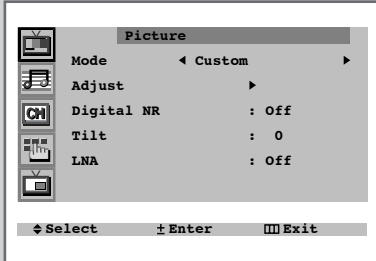 Picture
Mode ◀ Custom ▶
Adjust ▶
Digital NR : Off
Tilt : 0
LNA : Off
CH
Select ± Enter Exit